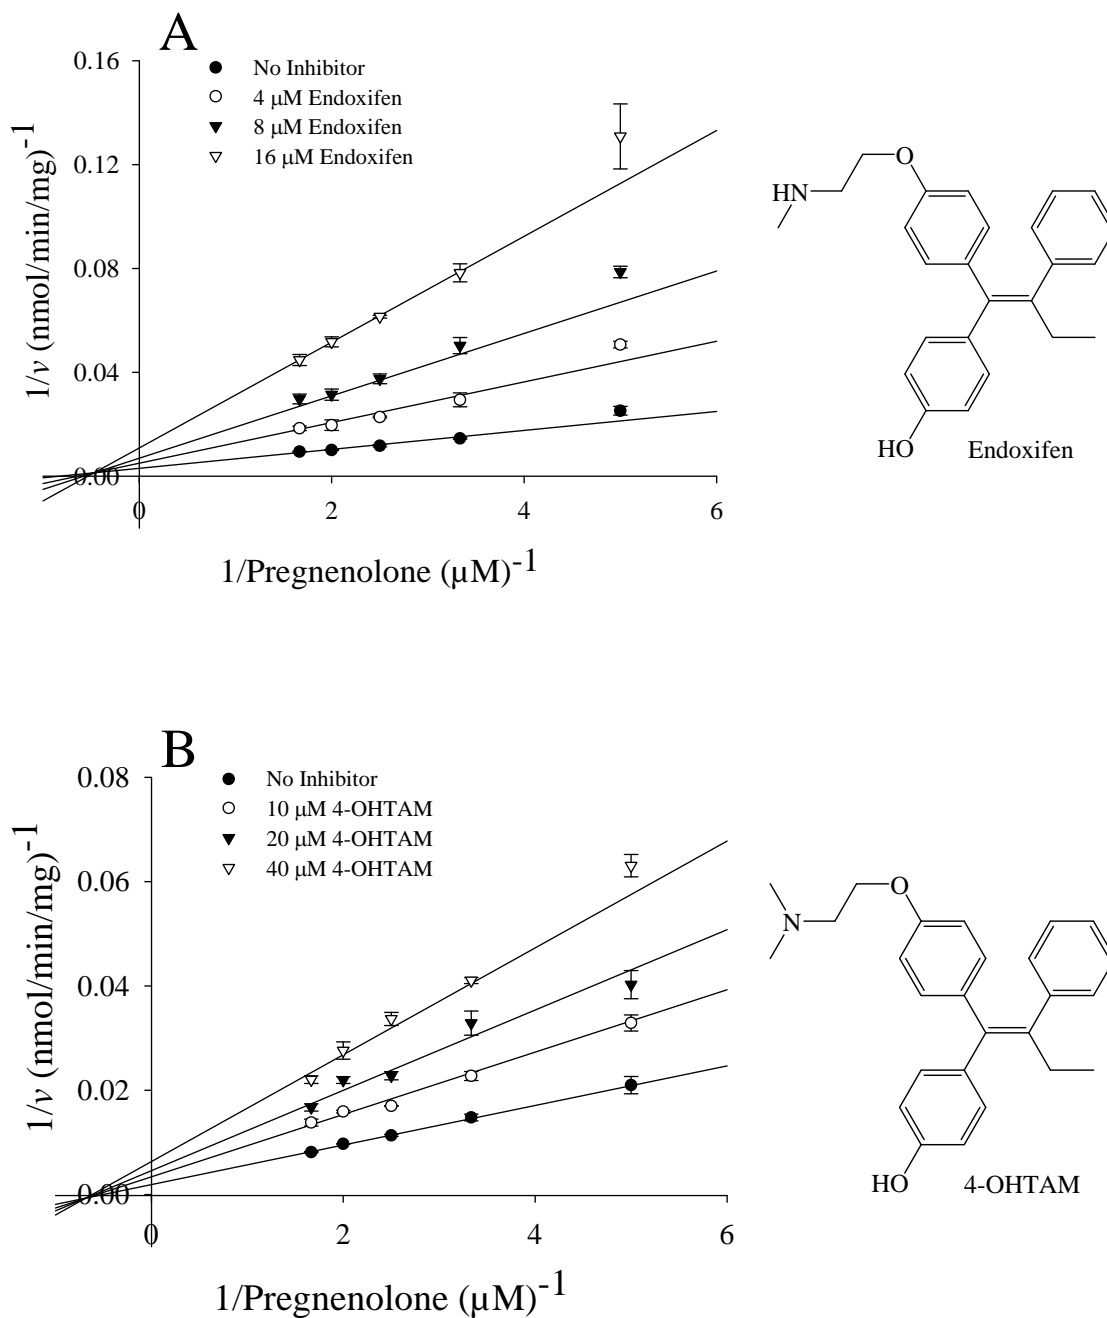 A
0.16
0.12
0.08
0.04
0.00
No Inhibitor
4 μM Endoxifen
8 μM Endoxifen
16 μM Endoxifen
1/v (nmol/min/mg)-1
0 2 4 6
1/Pregnenolone (μM)-1
O
HN
HO
Endoxifen
B
0.08
0.06
0.04
0.02
0.00
No Inhibitor
10 μM 4-OHTAM
20 μM 4-OHTAM
40 μM 4-OHTAM
1/v (nmol/min/mg)-1
0 2 4 6
1/Pregnenolone (μM)-1
O
N
HO
4-OHTAM